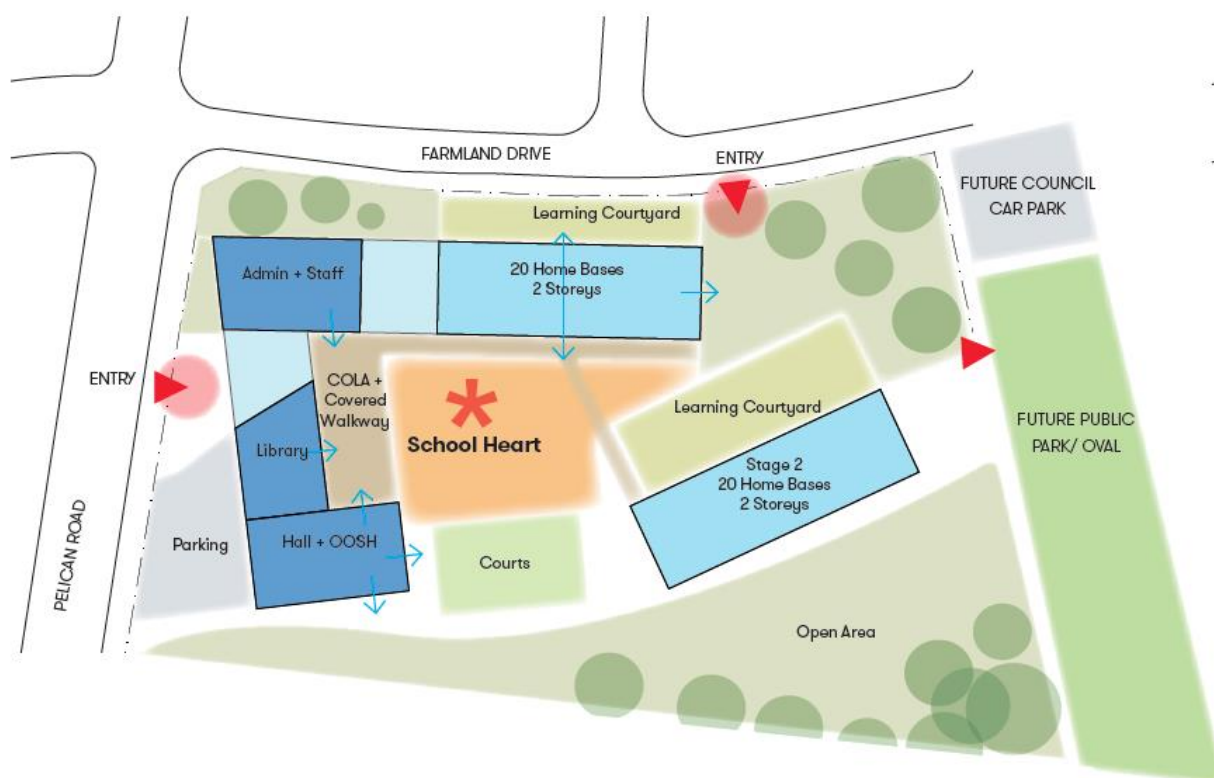 FARMLAND DRIVE
ENTRY
FUTURE COUNCIL
CAR PARK
Learning Courtyard
Admin + Staff
20 Home Bases
2 Storeys
ENTRY
COLA +
Covered
Walkway
School Heart
Learning Courtyard
FUTURE PUBLIC
PARK/ OVAL
Library
Stage 2
20 Home Bases
2 Storeys
Parking
Hall + OOSH
Courts
PELICAN ROAD
Open Area